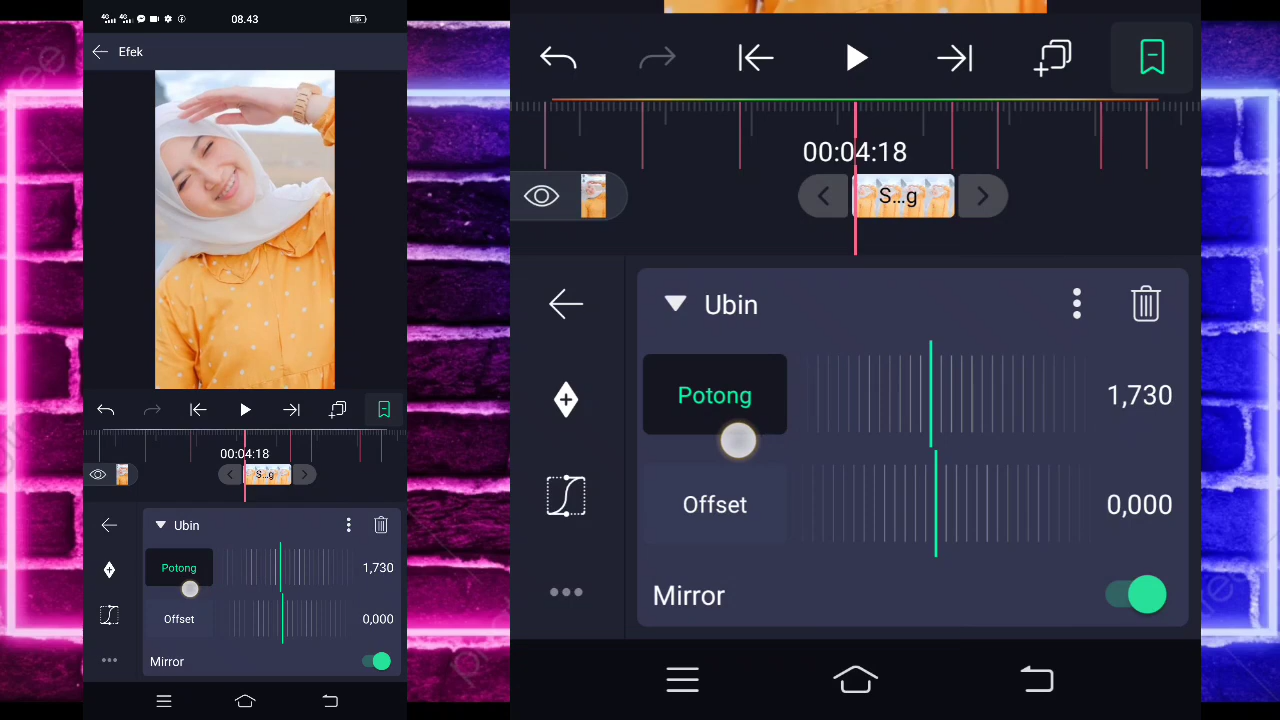 08.43
Efek
00:04:18
S...g
Ubin
Potong
1,730
Offset
0,000
Mirror
00:04:18
S...g
Ubin
Potong
1,730
Offset
0,000
Mirror